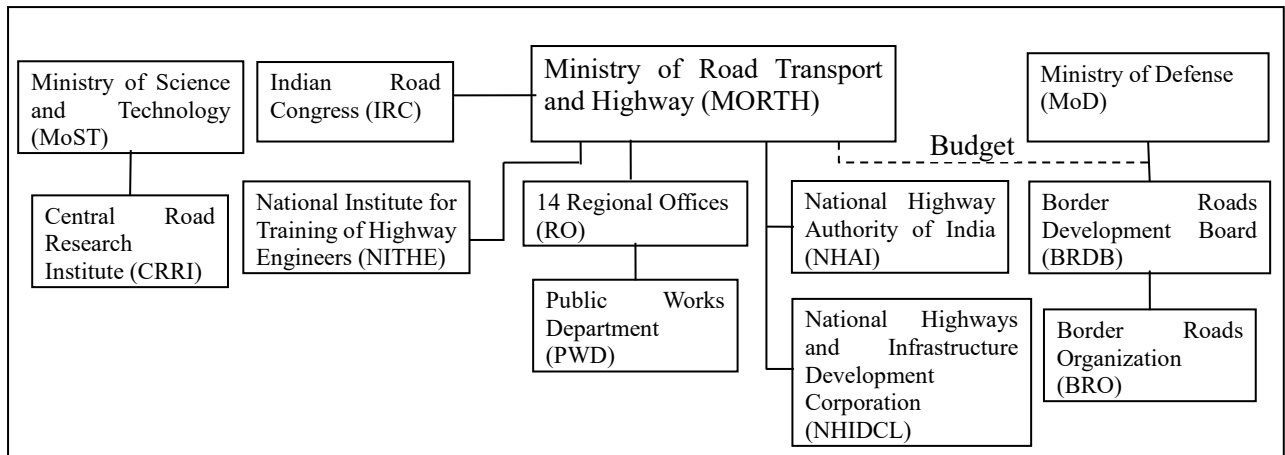 Ministry of Science
and Technology
(MoST)
Indian Road
Congress (IRC)
Ministry of Road Transport
and Highway (MORTH)
Ministry of Defense
(MoD)
Budget
Central Road
Research
Institute (CRRI)
National Institute for
Training of Highway
Engineers (NITHE)
14 Regional Offices
(RO)
National Highway
Authority of India
(NHAI)
Border Roads
Development Board
(BRDB)
Public Works
Department
(PWD)
National Highways
and Infrastructure
Development
Corporation
(NHIDCL)
Border Roads
Organization
(BRO)